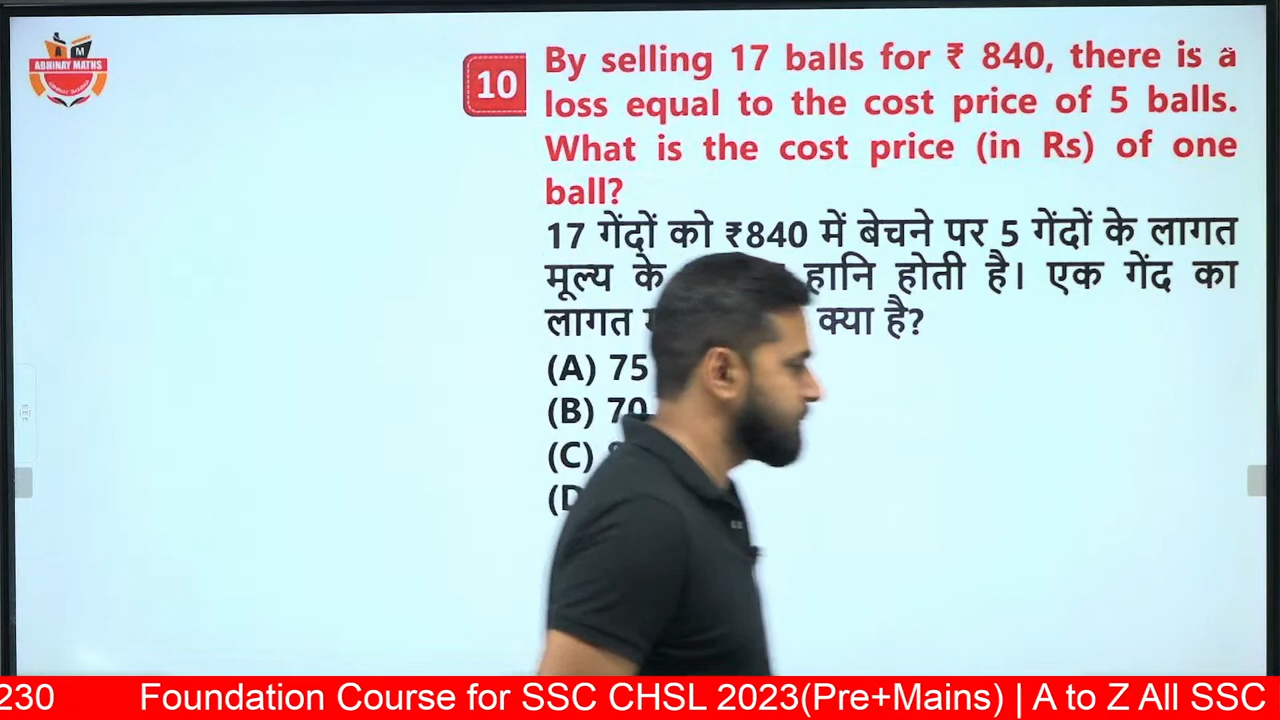 ABHINAY MATHS
10
By selling 17 balls for ₹ 840, there is a
loss equal to the cost price of 5 balls.
What is the cost price (in Rs) of one
ball?
17 गेंदों को ₹840 में बेचने पर 5 गेंदों के लागत
मूल्य के हानि होती है। एक गेंद का
लागत क्या है?
(A) 75
(B) 70
(C)
(D
230 Foundation Course for SSC CHSL 2023(Pre+Mains) | A to Z All SSC